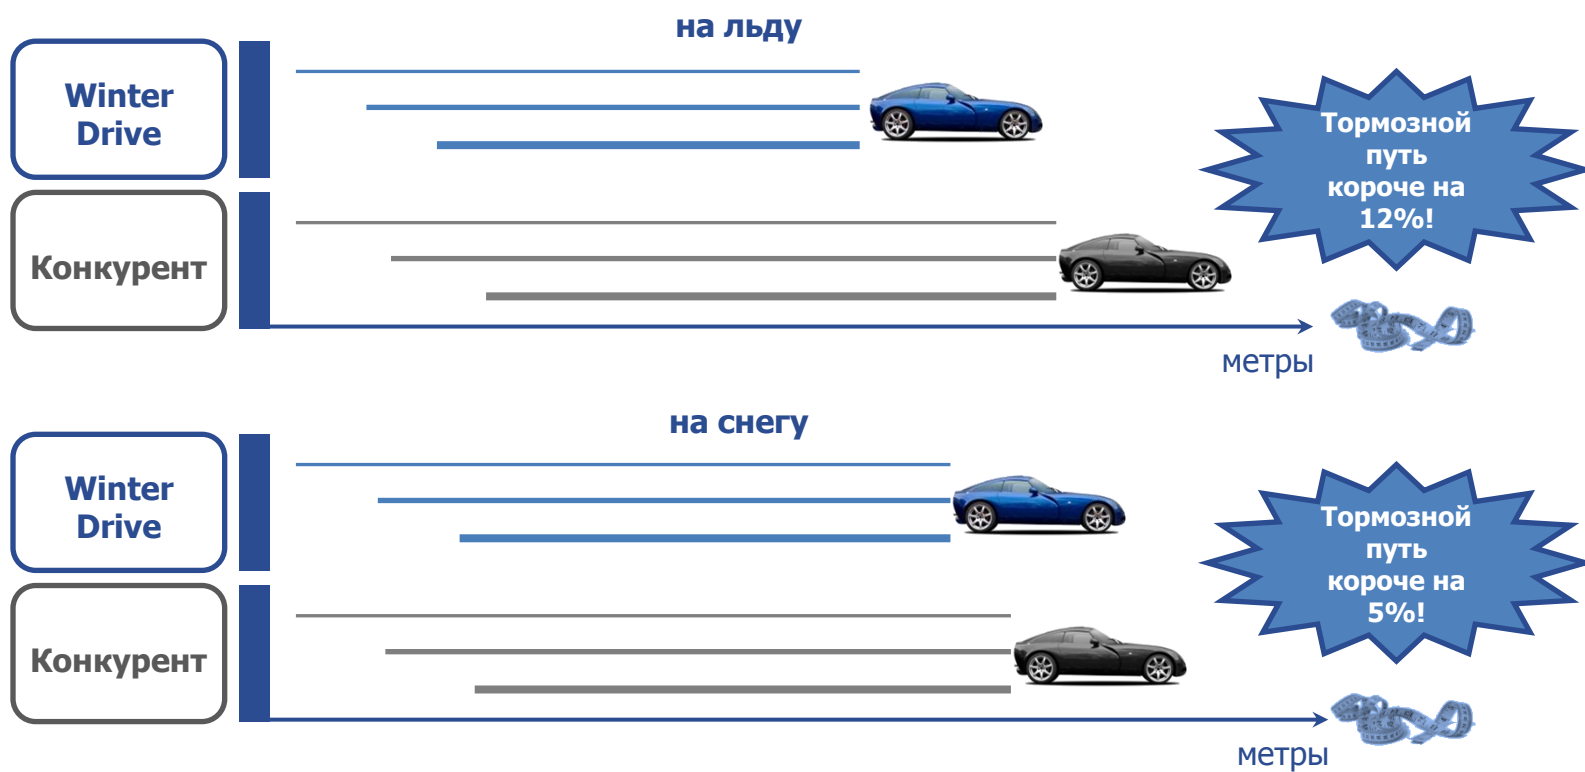 на льду
Winter
Drive
Тормозной
путь
короче на
12%!
Конкурент
метры
на снегу
Winter
Drive
Тормозной
путь
короче на
5%!
Конкурент
метры